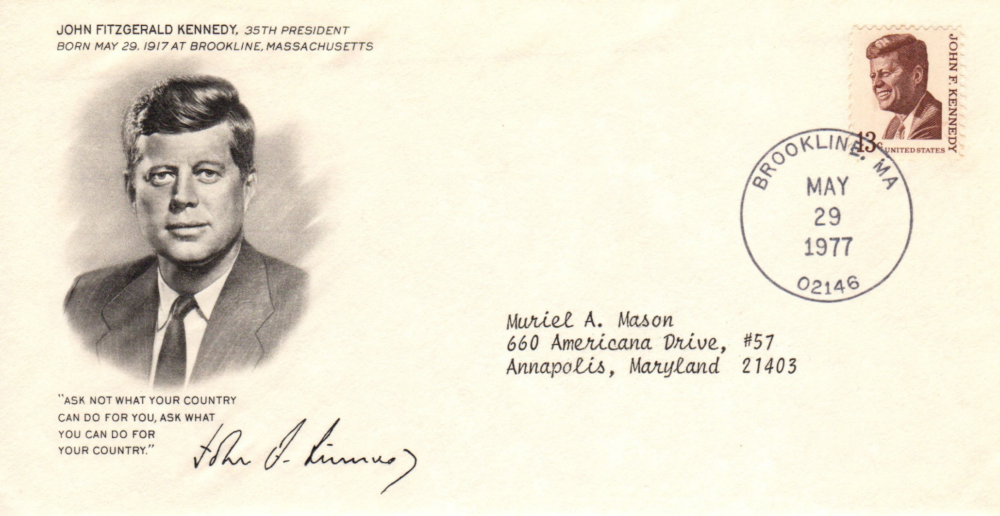 JOHN FITZGERALD KENNEDY, 35TH PRESIDENT
BORN MAY 29, 1917 AT BROOKLINE, MASSACHUSETTS
JOHN F. KENNEDY
13c UNITED STATES
BROOKLINE, MA
MAY
29
1977
02146
Muriel A. Mason
660 Americana Drive, #57
Annapolis, Maryland 21403
"ASK NOT WHAT YOUR COUNTRY
CAN DO FOR YOU, ASK WHAT
YOU CAN DO FOR
YOUR COUNTRY."
John F. Kennedy